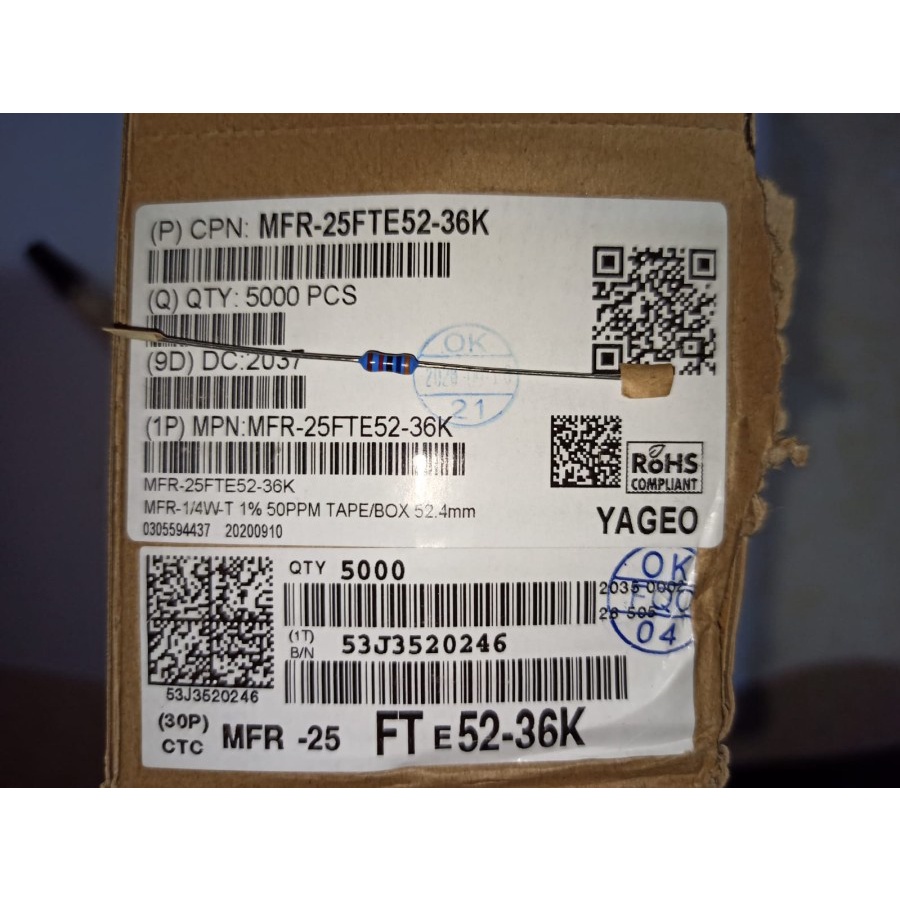 (P) CPN: MFR-25FTE52-36K
(Q) QTY: 5000 PCS
(9D) DC:2037
OK
21
(1P) MPN:MFR-25FTE52-36K
MFR-25FTE52-36K
MFR-1/4W-T 1% 50PPM TAPE/BOX 52.4mm
0305594437 20200910
RoHS
COMPLIANT
YAGEO
QTY 5000
OK
04
(1T)
B/N 53J3520246
53J3520246
(30P)
CTC MFR -25 FT E 52-36K